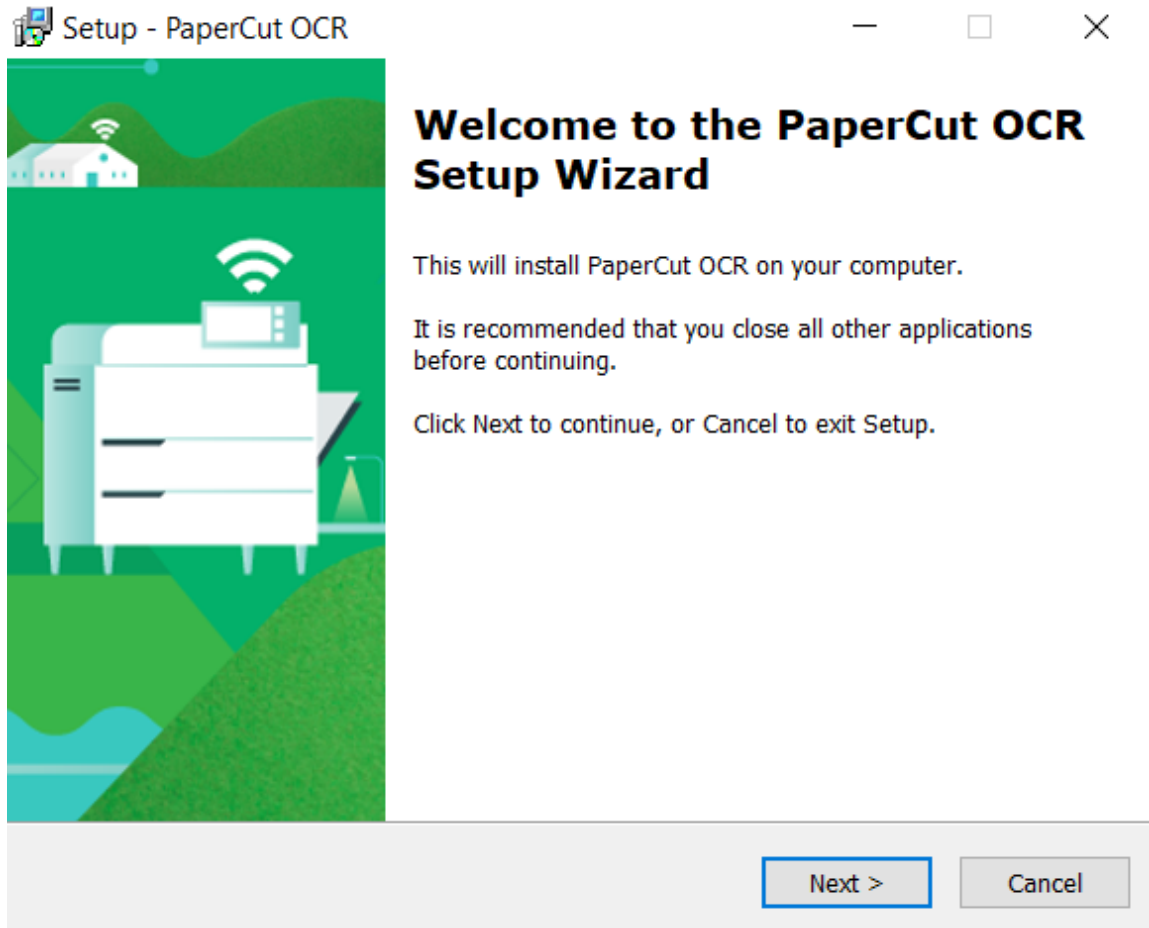 Setup - PaperCut OCR
Welcome to the PaperCut OCR
Setup Wizard
This will install PaperCut OCR on your computer.
It is recommended that you close all other applications
before continuing.
Click Next to continue, or Cancel to exit Setup.
Next >
Cancel